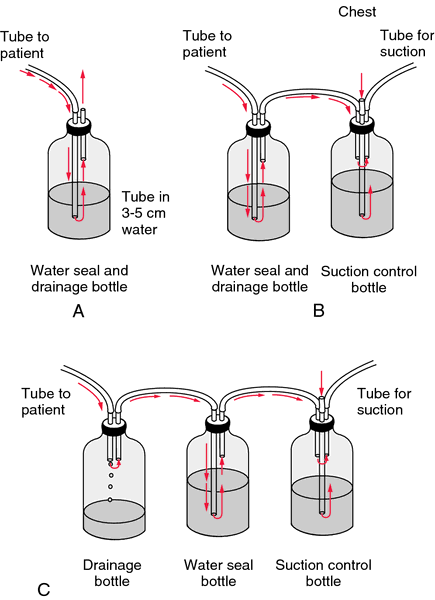 Chest
Tube to
patient
Tube to
patient
Tube for
suction
Tube in
3-5 cm
water
Water seal and
drainage bottle
A
Water seal and
drainage bottle
Suction control
bottle
B
Tube to
patient
Tube for
suction
Drainage
bottle
Water seal
bottle
Suction control
bottle
C